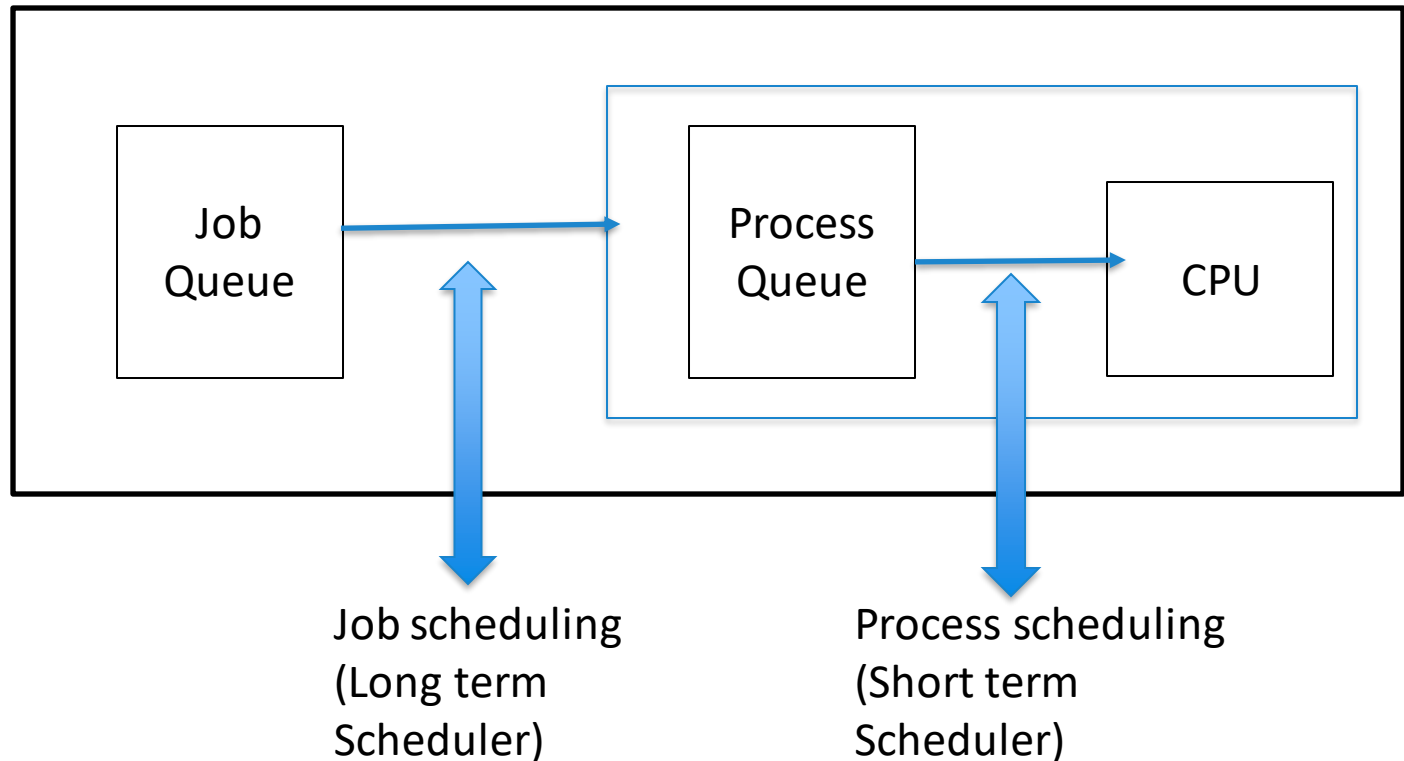 Job
Queue
Process
Queue
CPU
Job scheduling
(Long term
Scheduler)
Process scheduling
(Short term
Scheduler)